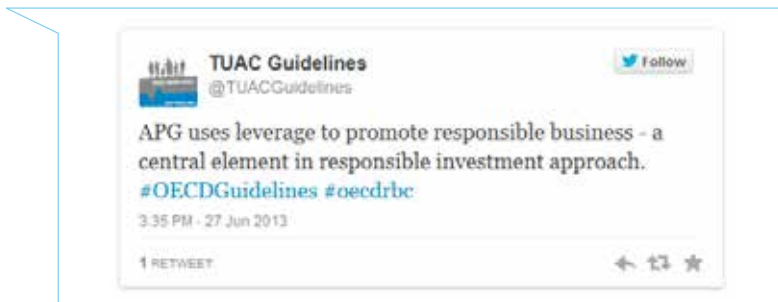 TUAC Guidelines
Follow
@TUACGuidelines
APG uses leverage to promote responsible business - a
central element in responsible investment approach.
#OECDGuidelines #oecdrbc
3:35 PM - 27 Jun 2013
1 RETWEET